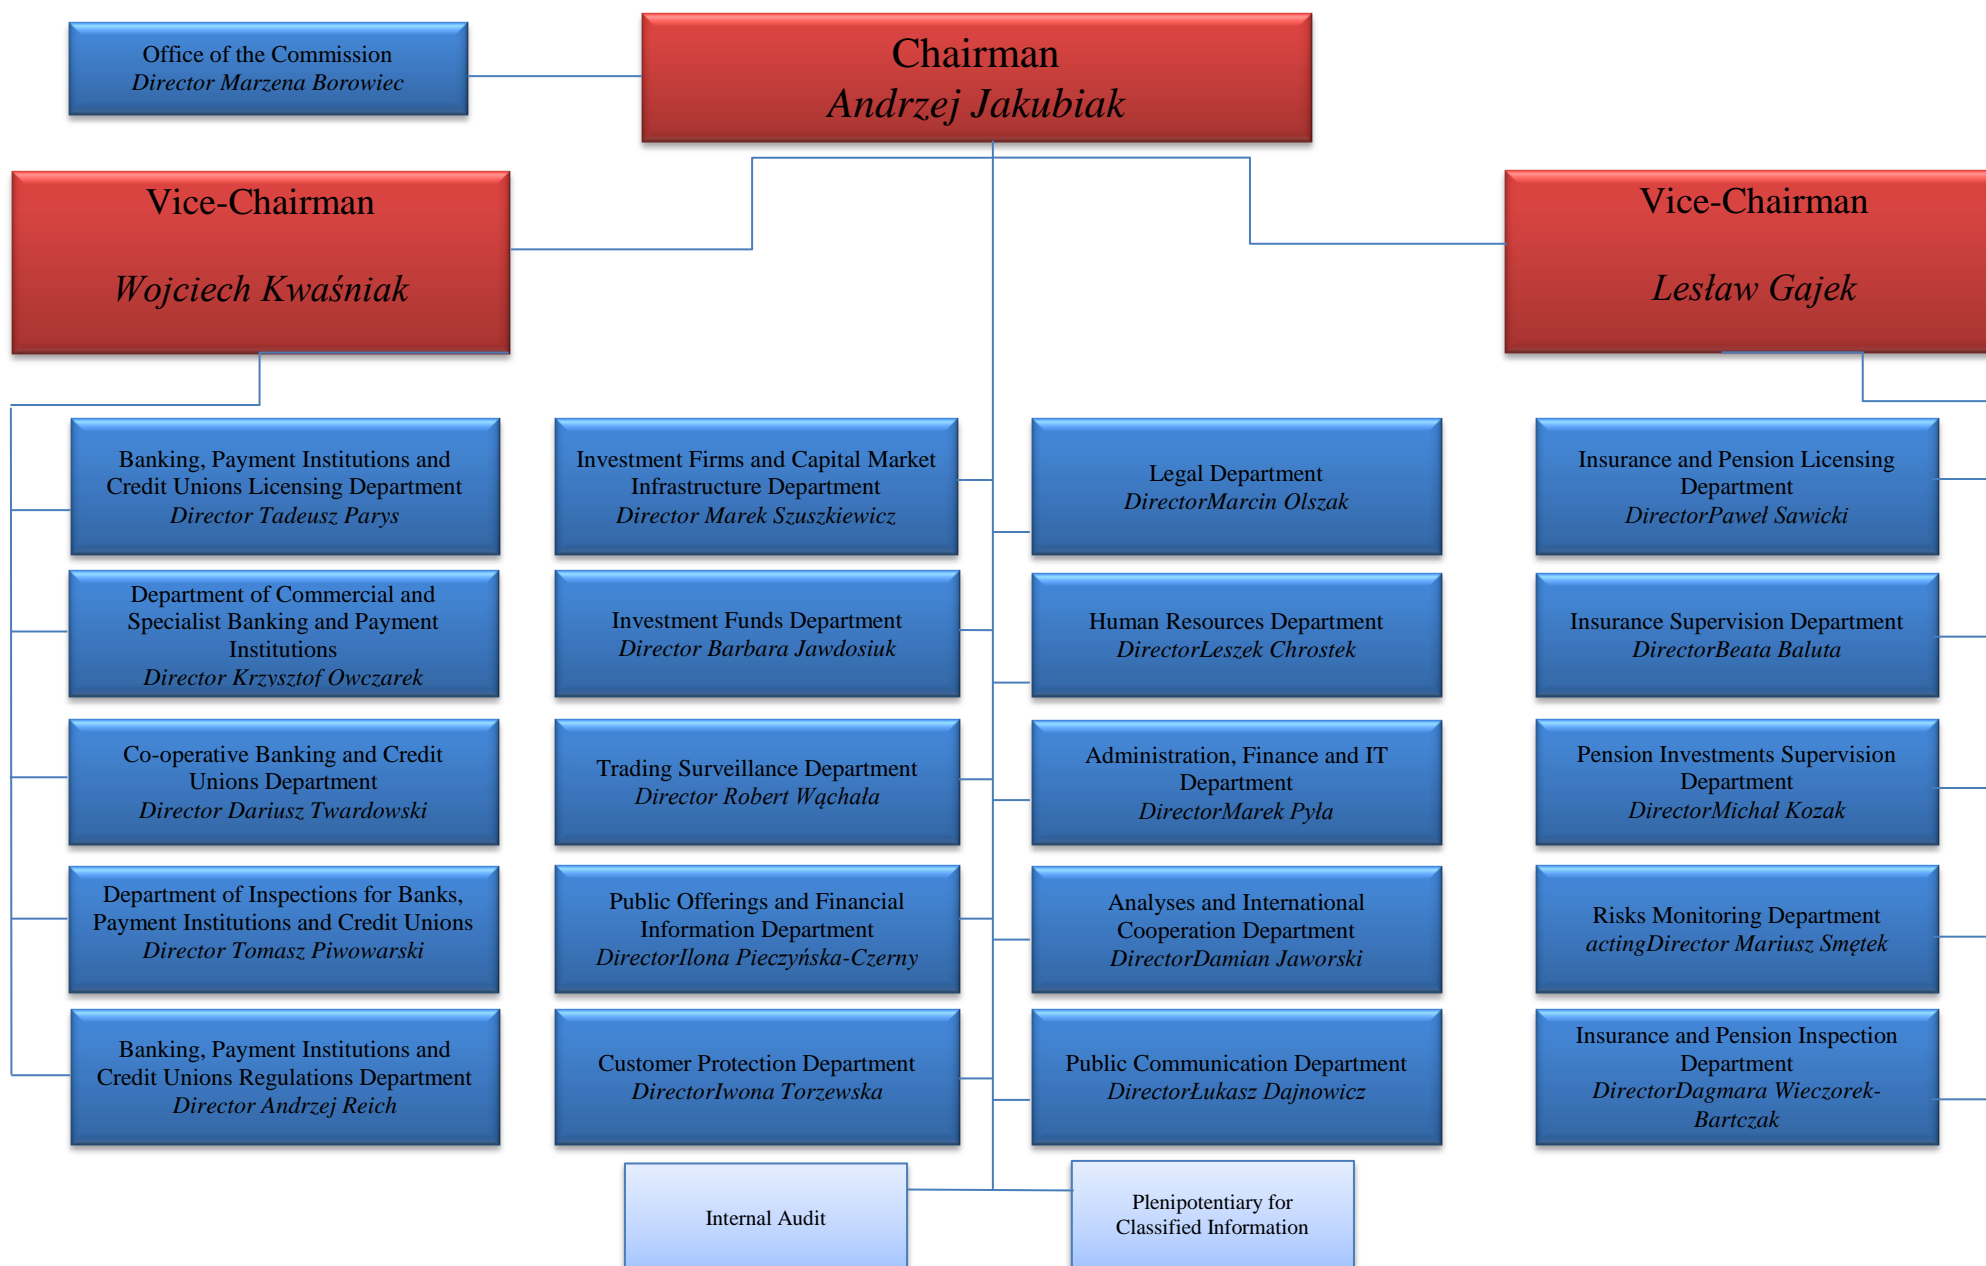 Office of the Commission
Director Marzena Borowiec
Chairman
Andrzej Jakubiak
Vice-Chairman
Wojciech Kwaśniak
Vice-Chairman
Lesław Gajek
Banking, Payment Institutions and
Credit Unions Licensing Department
Director Tadeusz Parys
Department of Commercial and
Specialist Banking and Payment
Institutions
Director Krzysztof Owczarek
Co-operative Banking and Credit
Unions Department
Director Dariusz Twardowski
Department of Inspections for Banks,
Payment Institutions and Credit Unions
Director Tomasz Piwowarski
Banking, Payment Institutions and
Credit Unions Regulations Department
Director Andrzej Reich
Investment Firms and Capital Market
Infrastructure Department
Director Marek Szuszkiewicz
Investment Funds Department
Director Barbara Jawdosiuk
Trading Surveillance Department
Director Robert Wąchała
Public Offerings and Financial
Information Department
DirectorIlona Pieczyńska-Czerny
Customer Protection Department
DirectorIwona Torzewska
Legal Department
DirectorMarcin Olszak
Human Resources Department
DirectorLeszek Chrostek
Administration, Finance and IT
Department
DirectorMarek Pyła
Analyses and International
Cooperation Department
DirectorDamian Jaworski
Public Communication Department
DirectorŁukasz Dajnowicz
Insurance and Pension Licensing
Department
DirectorPaweł Sawicki
Insurance Supervision Department
DirectorBeata Baluta
Pension Investments Supervision
Department
DirectorMichał Kozak
Risks Monitoring Department
actingDirector Mariusz Smętek
Insurance and Pension Inspection
Department
DirectorDagmara Wieczorek-
Bartczak
Internal Audit
Plenipotentiary for
Classified Information